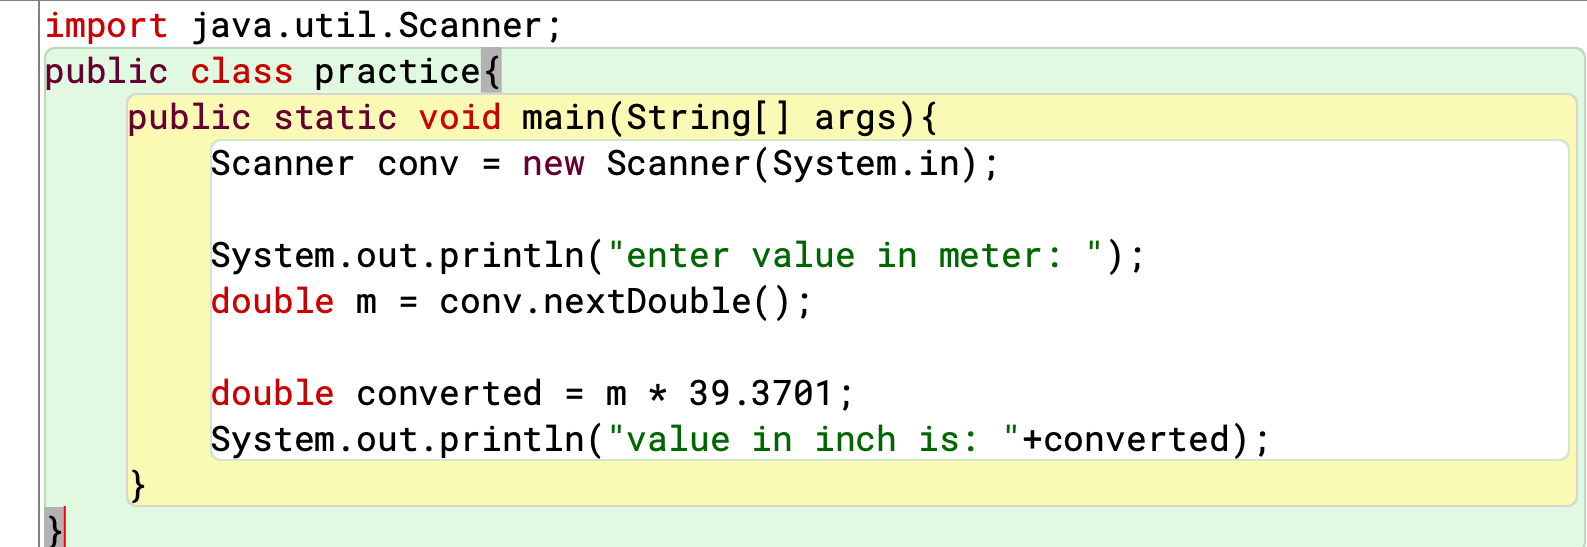 import java.util.Scanner;
public class practice{
public static void main(String[] args){
Scanner conv = new Scanner(System.in);
System.out.println("enter value in meter: ");
double m = conv.nextDouble();
double converted = m * 39.3701;
System.out.println("value in inch is: "+converted);
}
}